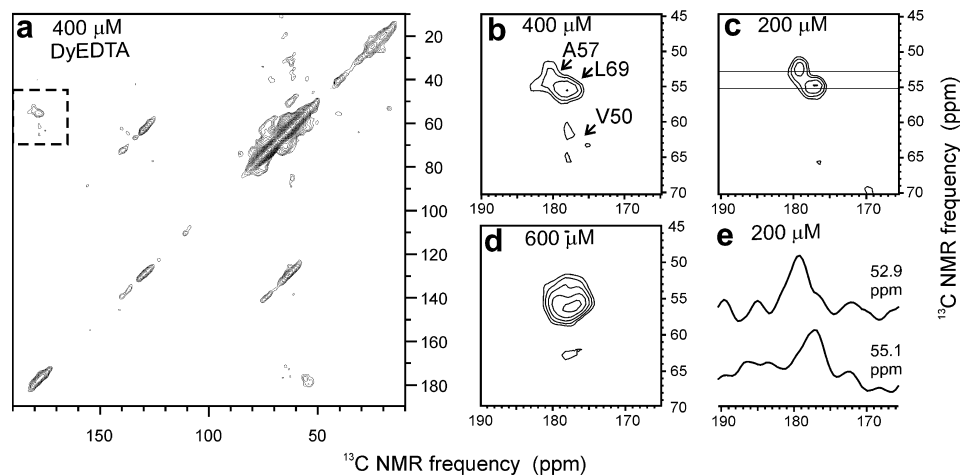 a 400 μM
DyEDTA
20
40
60
80
100
120
140
160
180
150 100 50
b 400 μM
A57
L69
V50
45
50
55
60
65
70
190 180 170
c 200 μM
45
50
55
60
65
70
190 180 170
d 600 μM
45
50
55
60
65
70
190 180 170
e 200 μM
52.9
ppm
55.1
ppm
190 180 170
13C NMR frequency (ppm)
13C NMR frequency (ppm)